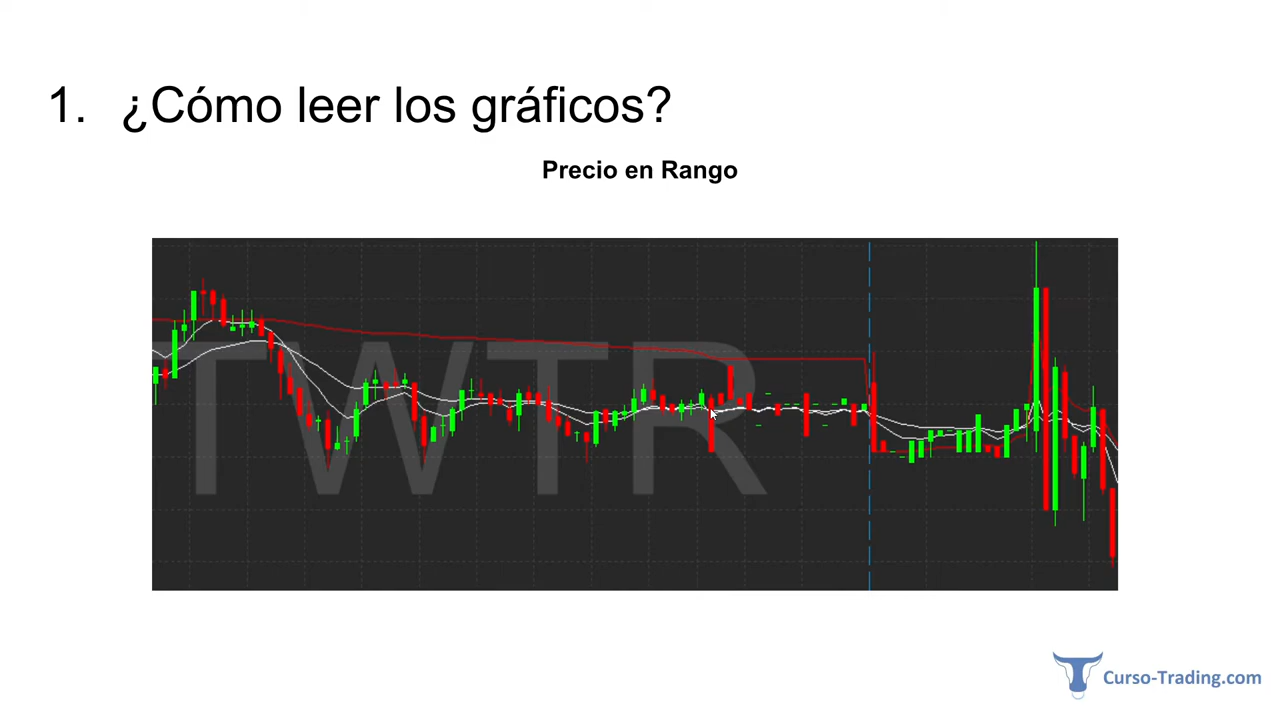 1. ¿Cómo leer los gráficos?
Precio en Rango
TWTR
Curso-Trading.com